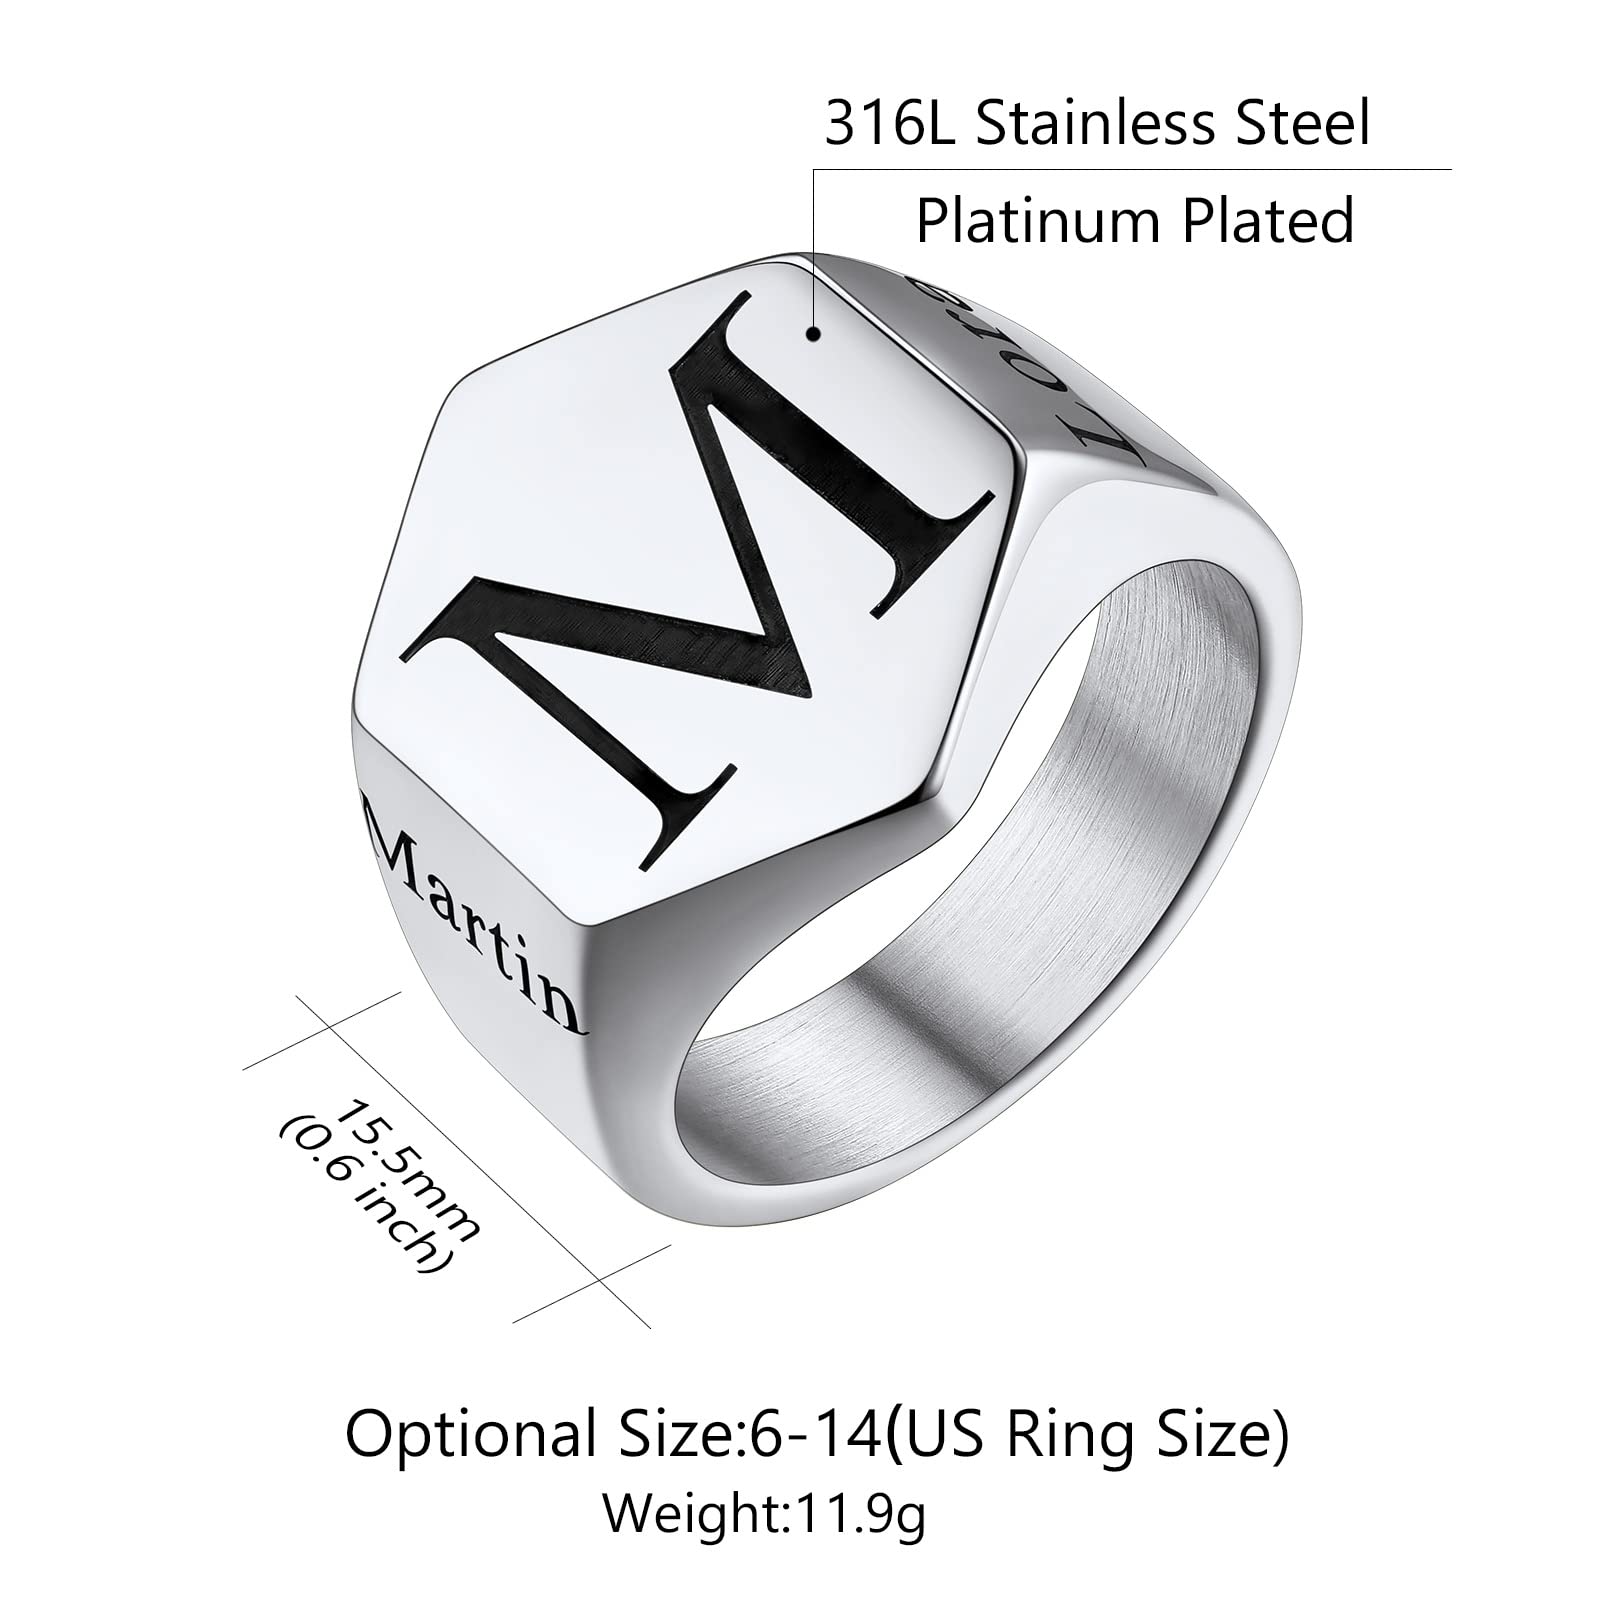 316L Stainless Steel
Platinum Plated
M
Lora
Martin
15.5mm
(0.6 inch)
Optional Size:6-14(US Ring Size)
Weight:11.9g